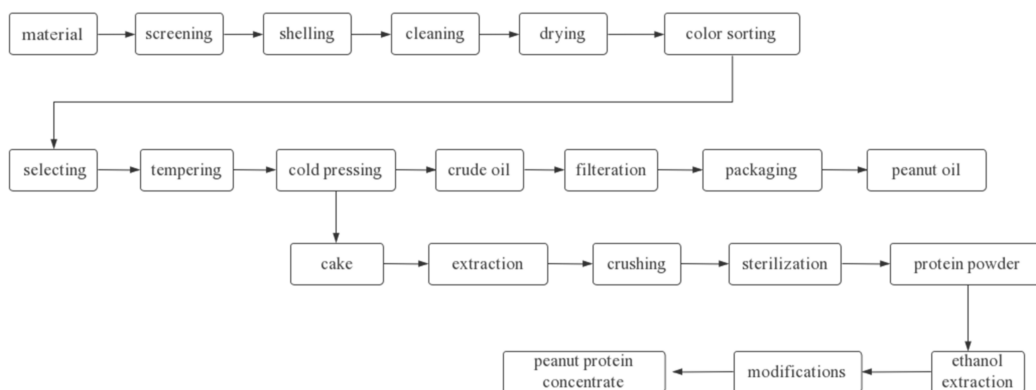 material
screening
shelling
cleaning
drying
color sorting
selecting
tempering
cold pressing
crude oil
filteration
packaging
peanut oil
cake
extraction
crushing
sterilization
protein powder
peanut protein
concentrate
modifications
ethanol
extraction